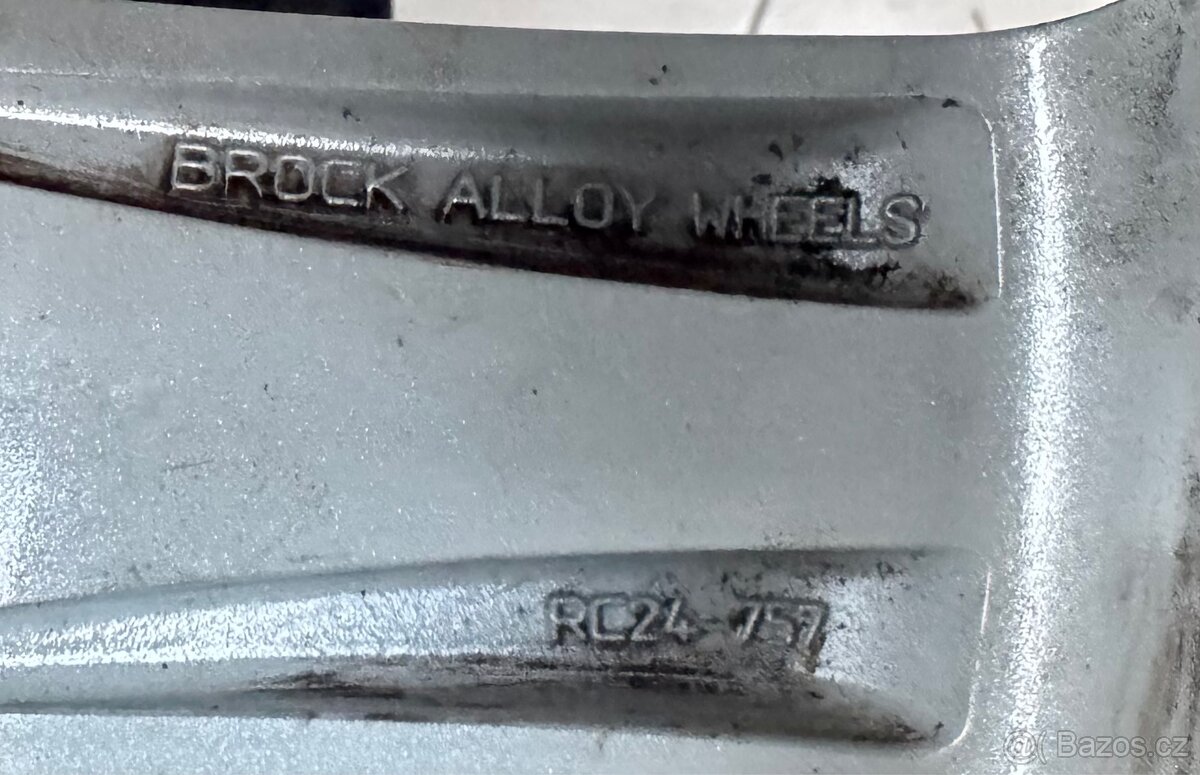 BROCK ALLOY WHEELS
RC24-757
Bazos.cz